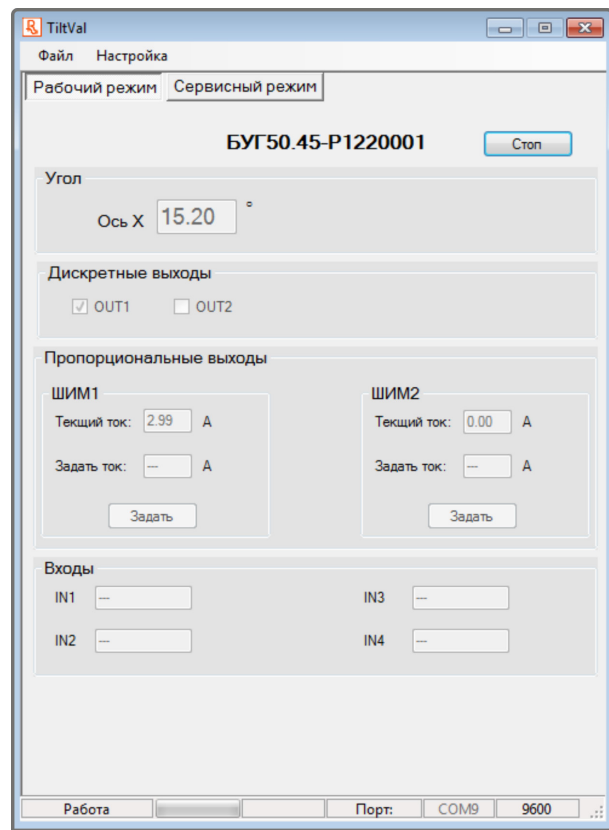 TiltVal
Файл Настройка
Рабочий режим Сервисный режим
БУГ50.45-Р1220001 Стоп
Угол
Ось X 15.20 °
Дискретные выходы
OUT1 OUT2
Пропорциональные выходы
ШИМ1 ШИМ2
Текщий ток: 2.99 А Текщий ток: 0.00 А
Задать ток: --- А Задать ток: --- А
Задать Задать
Входы
IN1 --- IN3 ---
IN2 --- IN4 ---
Работа Порт: COM9 9600